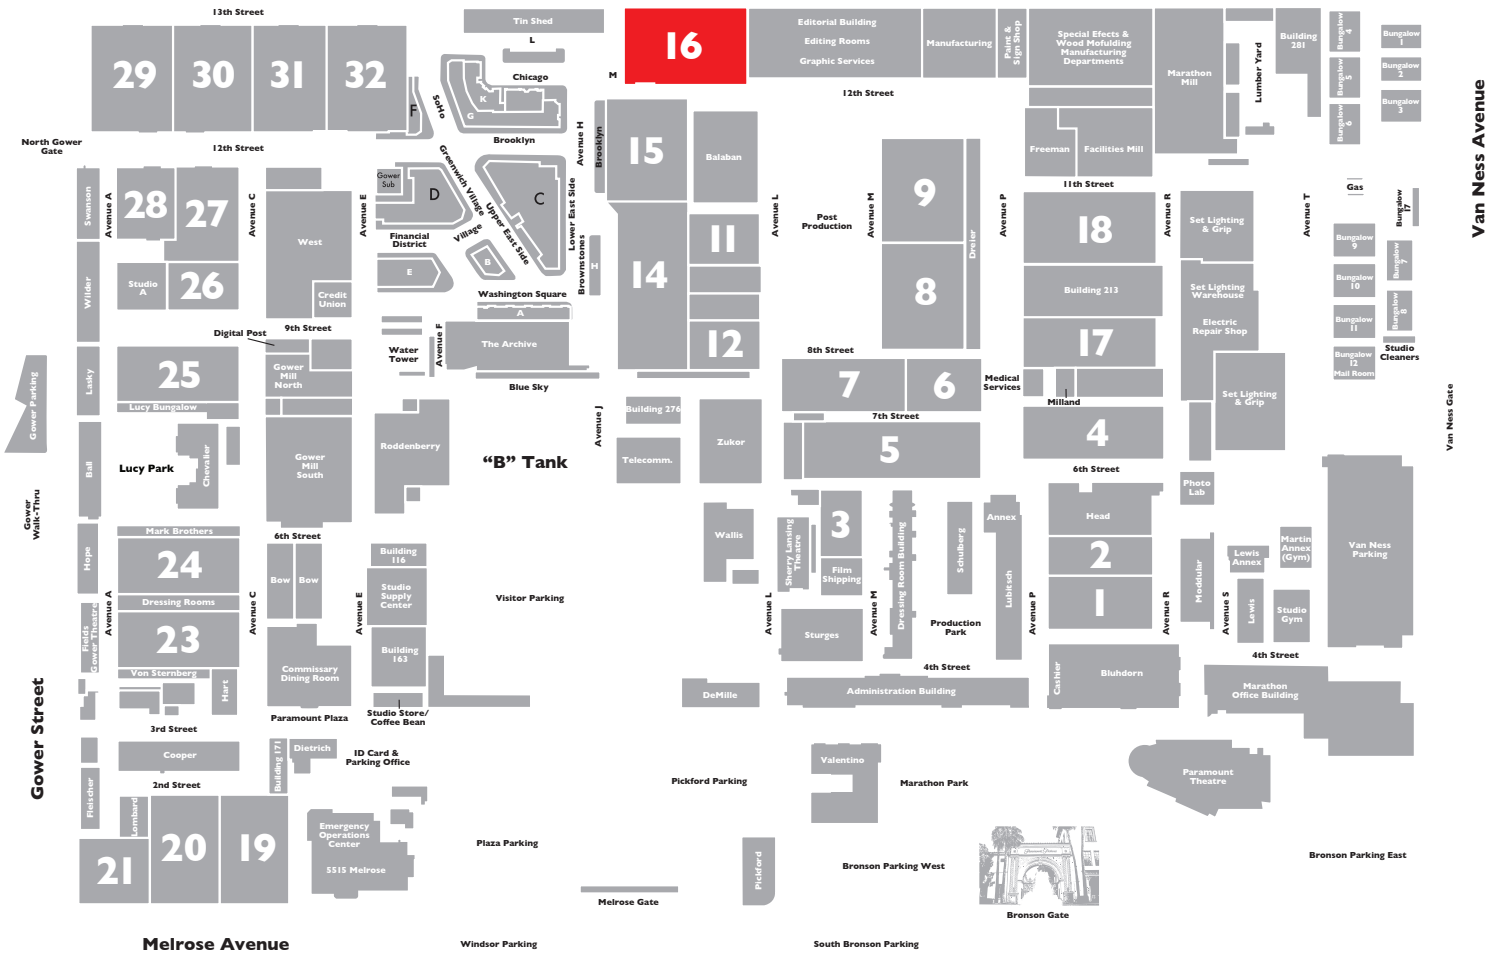 13th Street
29
30
31
32
F
SoHo
Tin Shed
L
Chicago
K
G
Brooklyn
M
16
Editorial Building
Editing Rooms
Graphic Services
Manufacturing
Paint &
Sign Shop
Special Efects &
Wood Mofulding
Manufacturing
Departments
Marathon
Mill
Lumber Yard
Building
281
Bungalow
4
Bungalow
5
Bungalow
6
Bungalow
1
Bungalow
2
Bungalow
3
Van Ness Avenue
12th Street
North Gower
Gate
12th Street
Avenue H
Brooklyn
15
Balaban
Freeman
Facilities Mill
11th Street
Gas
Swanson
Avenue A
28
27
Avenue C
West
Avenue E
Gower
Sub
D
Greenwich Village
Upper East Side
C
Lower East Side
Financial
District
Village
B
E
Brownstones
H
Washington Square
A
14
11
12
Avenue L
Post
Production
Avenue M
9
8
Dreier
Avenue P
18
Building 213
17
Avenue R
Set Lighting
& Grip
Set Lighting
Warehouse
Electric
Repair Shop
Avenue T
Bungalow
17
Bungalow
9
Bungalow
7
Bungalow
10
Bungalow
8
Bungalow
11
Bungalow
12
Mail Room
Studio
Cleaners
Wilder
Studio
A
26
Credit
Union
9th Street
Digital Post
Gower
Mill
North
Water
Tower
Avenue F
The Archive
Blue Sky
8th Street
7
6
Medical
Services
Milland
Set Lighting
& Grip
Gower Parking
Lasky
25
Lucy Bungalow
Avenue J
Building 276
Zukor
Telecomm.
7th Street
5
4
6th Street
Van Ness Gate
Ball
Lucy Park
Chevalier
Gower
Mill
South
Roddenberry
“B” Tank
Gower
Walk-Thru
Mark Brothers
6th Street
Hope
24
Dressing Rooms
Bow
Bow
Building
116
Studio
Supply
Center
Visitor Parking
Wallis
Sherry Lansing
Theatre
3
Film
Shipping
Dressing Room Building
Schulberg
Annex
Lubitsch
Head
2
1
Photo
Lab
Moddular
Lewis
Annex
Martin
Annex
(Gym)
Van Ness
Parking
Avenue A
Fields
Gower Theatre
23
Von Sternberg
Avenue C
Avenue E
Building
163
Avenue L
Sturges
Avenue M
Production
Park
Avenue P
Avenue R
Avenue S
Lewis
Studio
Gym
4th Street
4th Street
Hart
Commissary
Dining Room
Paramount Plaza
Studio Store/
Coffee Bean
DeMille
Administration Building
Cashier
Bluhdorn
Marathon
Office Building
Gower Street
3rd Street
Cooper
2nd Street
Building 171
Dietrich
ID Card &
Parking Office
Pickford Parking
Valentino
Marathon Park
Paramount
Theatre
Fleischer
Lombard
21
20
19
Emergency
Operations
Center
5515 Melrose
Plaza Parking
Melrose Gate
Pickford
Bronson Parking West
Bronson Gate
Bronson Parking East
Melrose Avenue
Windsor Parking
South Bronson Parking